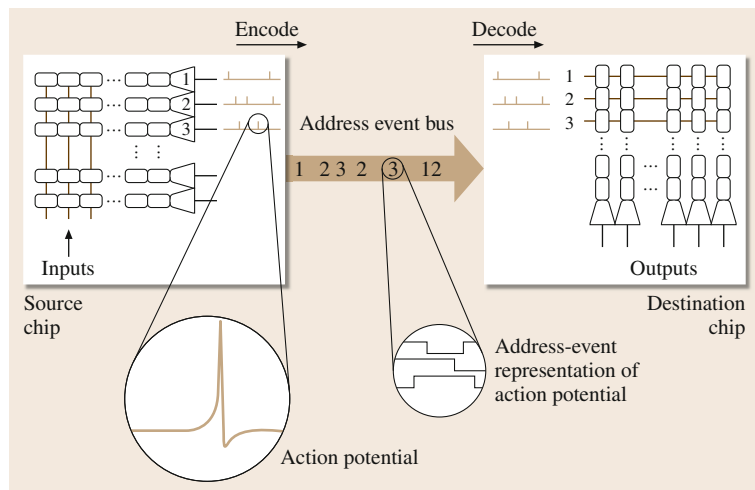 Encode
Decode
1
2
3
Inputs
Source
chip
Address event bus
1 2 3 2 3 12
1
2
3
Outputs
Destination
chip
Action potential
Address-event
representation of
action potential